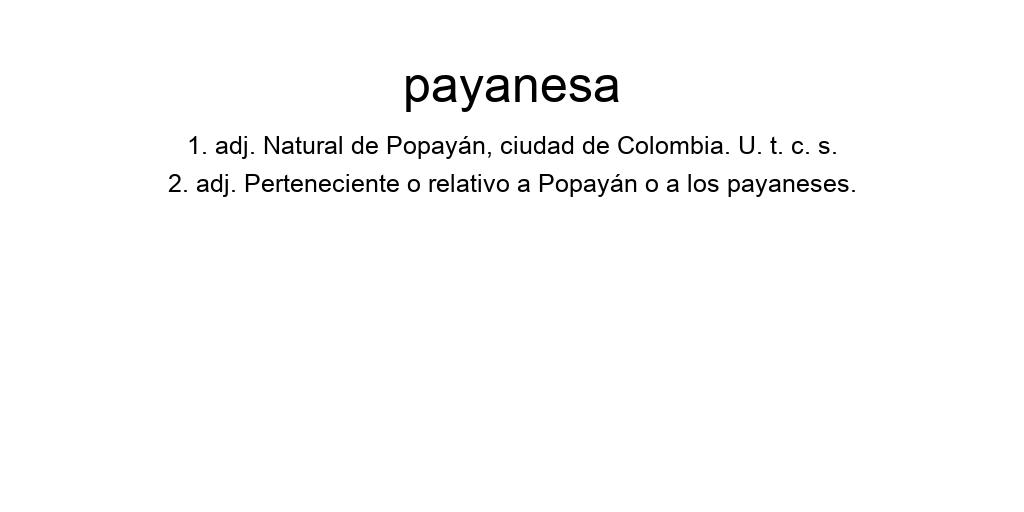 payanesa
1. adj. Natural de Popayán, ciudad de Colombia. U. t. c. s.
2. adj. Perteneciente o relativo a Popayán o a los payaneses.